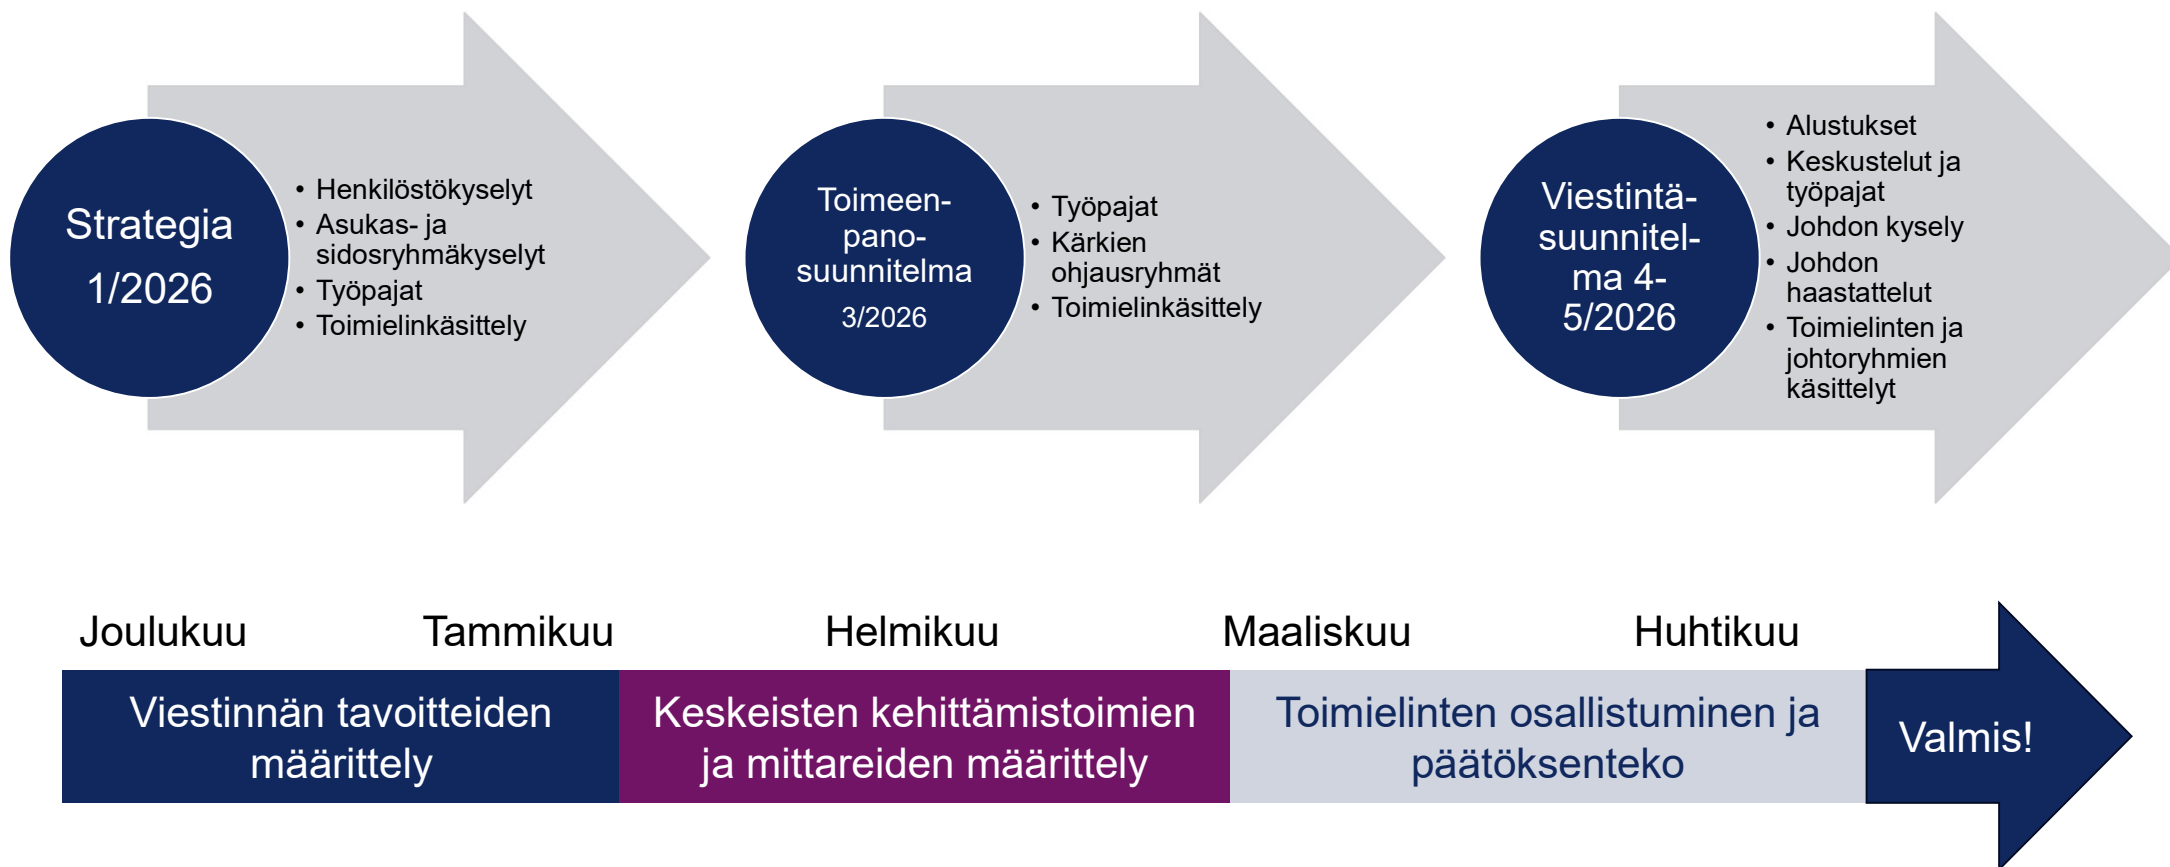 Strategia
1/2026
• Henkilöstökyselyt
• Asukas- ja
sidosryhmäkyselyt
• Työpajat
• Toimielinkäsittely
Toimeen-
pano-
suunnitelma
3/2026
• Työpajat
• Kärkien
ohjausryhmät
• Toimielinkäsittely
Viestintä-
suunnitel-
ma 4-
5/2026
• Alustukset
• Keskustelut ja
työpajat
• Johdon kysely
• Johdon
haastattelut
• Toimielinten ja
johtoryhmien
käsittelyt
Joulukuu
Tammikuu
Helmikuu
Maaliskuu
Huhtikuu
Viestinnän tavoitteiden
määrittely
Keskeisten kehittämistoimien
ja mittareiden määrittely
Toimielinten osallistuminen ja
päätöksenteko
Valmis!